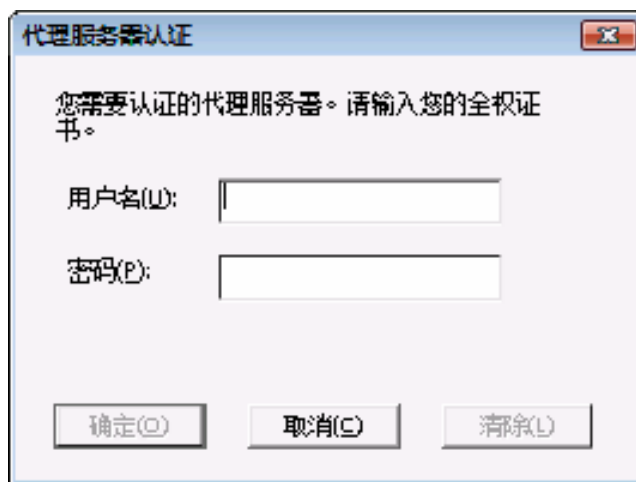 代理服务器认证
您需要认证的代理服务器。请输入您的全权证
书。
用户名(U):
密码(P):
确定(O)
取消(C)
清除(L)